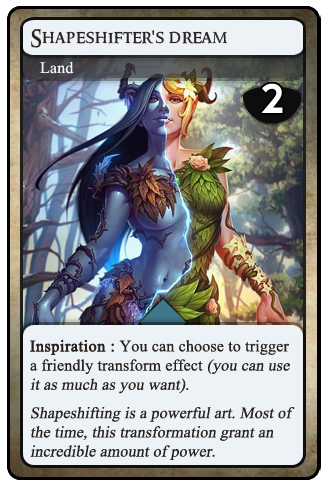 Shapeshifter's dream
Land
2
Inspiration : You can choose to trigger
a friendly transform effect (you can use
it as much as you want).
Shapeshifting is a powerful art. Most of
the time, this transformation grant an
incredible amount of power.